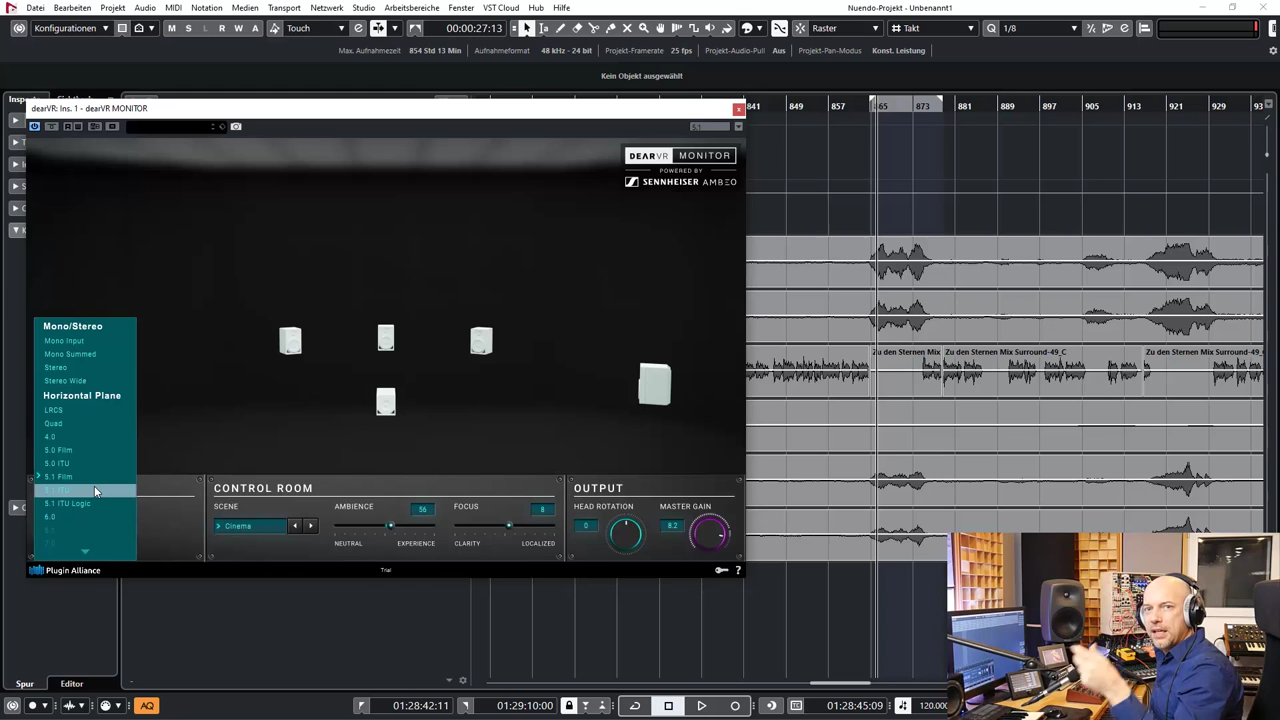 Datei Bearbeiten Projekt Audio MIDI Notation Medien Transport Netzwerk Studio Arbeitsbereiche Fenster VST Cloud Hub Hilfe Nuendo-Projekt - Unbenannt1
Konfigurationen M S L R W A Touch Raster Takt Q 1/8
Max. Aufnahmezeit 854 Std 13 Min Aufnahmeformat 48 kHz - 24 bit Projekt-Framerate 25 fps Projekt-Audio-Pull Aus Projekt-Pan-Modus Konst. Leistung
00:00:27:13
Kein Objekt ausgewählt
dearVR: Ins. 1 - dearVR MONITOR
841 849 857 865 873 881 889 897 905 913 921 929
5.1
DEARVR MONITOR
POWERED BY
SENNHEISER AMBEO
Mono/Stereo
Mono Input
Mono Summed
Stereo
Stereo Wide
Horizontal Plane
LRCS
Quad
4.0
5.0 Film
5.0 ITU
5.1 Film
5.1 ITU
5.1 ITU Logic
6.0
Zu den Sternen Mix
Zu den Sternen Mix Surround-49_C
Zu den Sternen Mix Surround-49
CONTROL ROOM
SCENE
Cinema
AMBIENCE 56
NEUTRAL EXPERIENCE
FOCUS 8
CLARITY LOCALIZED
OUTPUT
HEAD ROTATION MASTER GAIN
0 8.2
Plugin Alliance Trial ?
Spur Editor
AQ 01:28:42:11 01:29:10:00 01:28:45:09 120.000